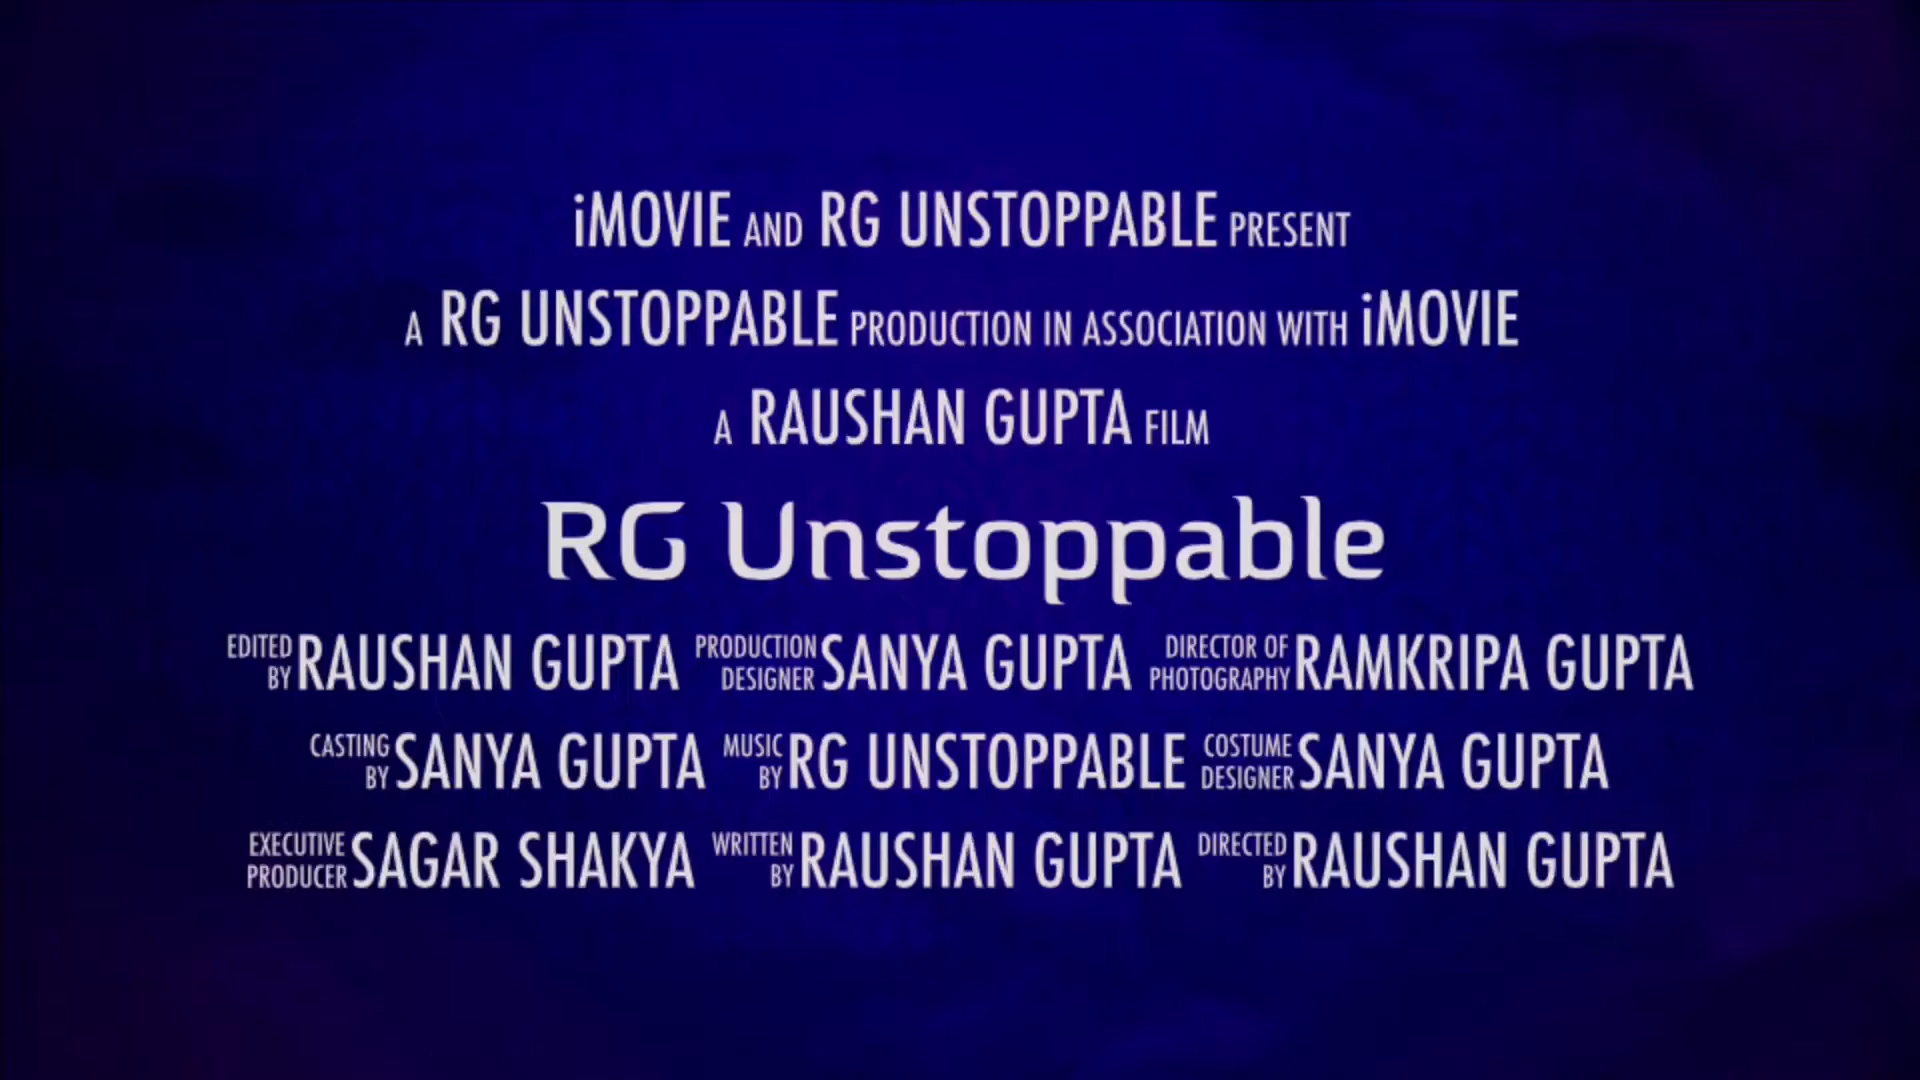 iMOVIE AND RG UNSTOPPABLE PRESENT
A RG UNSTOPPABLE PRODUCTION IN ASSOCIATION WITH iMOVIE
A RAUSHAN GUPTA FILM
RG Unstoppable
EDITED BY RAUSHAN GUPTA PRODUCTION DESIGNER SANYA GUPTA DIRECTOR OF PHOTOGRAPHY RAMKRIPA GUPTA
CASTING BY SANYA GUPTA MUSIC BY RG UNSTOPPABLE COSTUME DESIGNER SANYA GUPTA
EXECUTIVE PRODUCER SAGAR SHAKYA WRITTEN BY RAUSHAN GUPTA DIRECTED BY RAUSHAN GUPTA